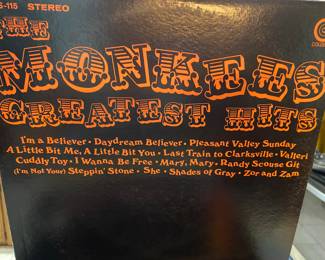 S-115 STEREO
THE
MONKEES
GREATEST HITS
I'm a Believer • Daydream Believer • Pleasant Valley Sunday
A Little Bit Me, A Little Bit You • Last Train to Clarksville • Valleri
Cuddly Toy • I Wanna Be Free • Mary, Mary • Randy Scouse Git
(I'm Not Your) Steppin' Stone • She • Shades of Gray • Zor and Zam